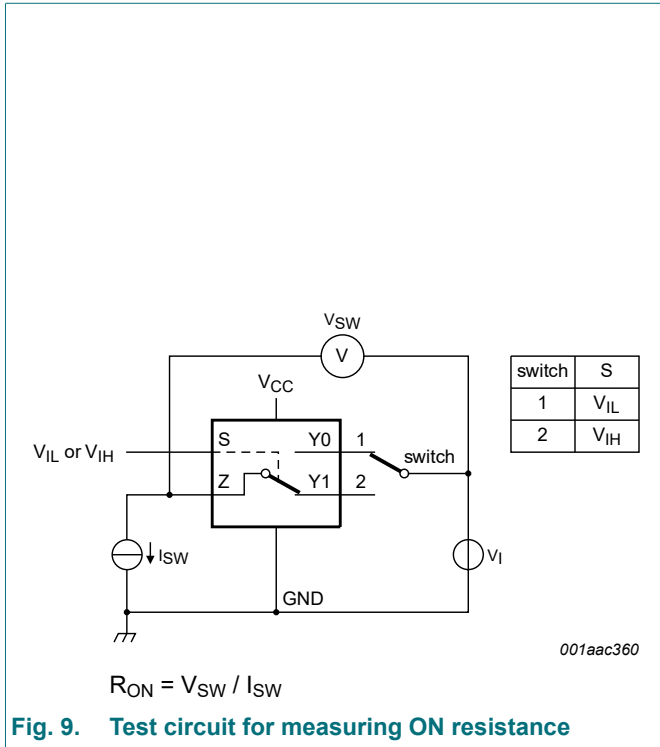 VSW
V
VCC
switch S
1 VIL
2 VIH
VIL or VIH
S Y0 1
switch
Z Y1 2
ISW
VI
GND
001aac360
RON = VSW / ISW
Fig. 9. Test circuit for measuring ON resistance